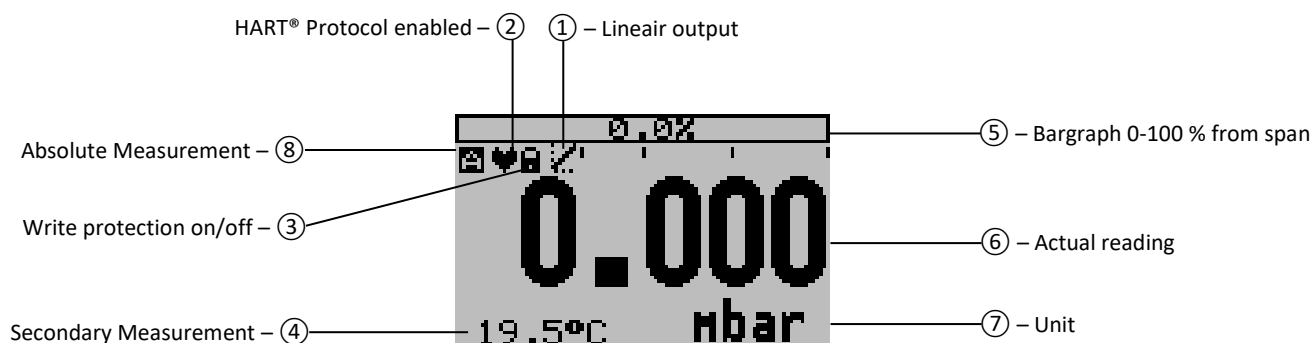 HART® Protocol enabled – ②
① – Lineair output
0.0%
⑤ – Bargraph 0-100 % from span
Absolute Measurement – ⑧
A
Write protection on/off – ③
0.000
⑥ – Actual reading
Secondary Measurement – ④
19.5°C
mbar
⑦ – Unit